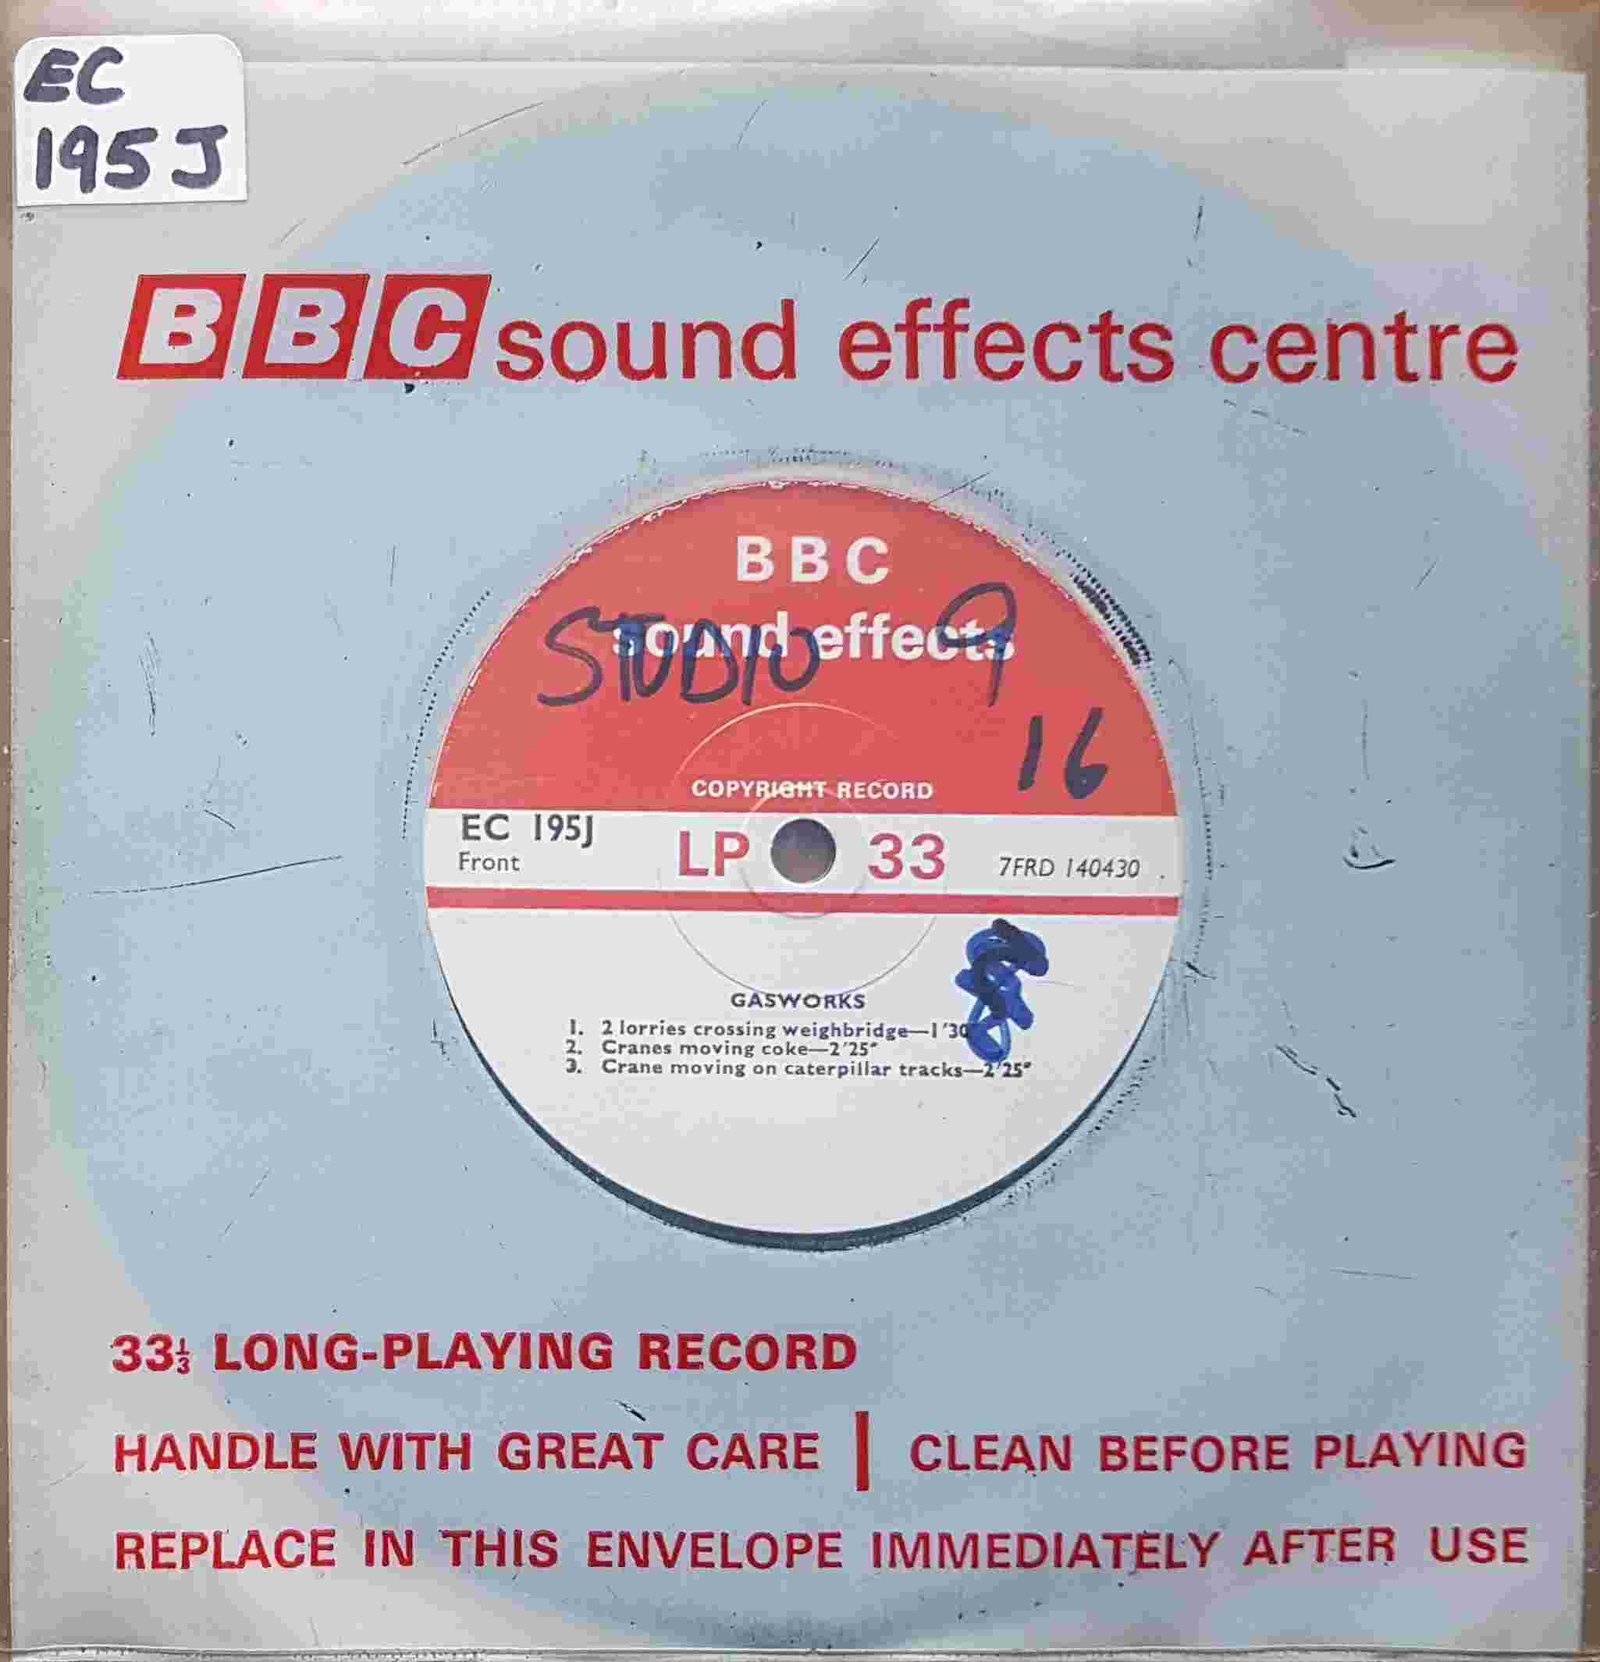 EC
195J
BBC sound effects centre
BBC
sound effects
STUDIO 9
16
COPYRIGHT RECORD
EC 195J
Front
LP 33
7FRD 140430
GASWORKS
1. 2 lorries crossing weighbridge—1'30
2. Cranes moving coke—2'25"
3. Crane moving on caterpillar tracks—2'25"
33⅓ LONG-PLAYING RECORD
HANDLE WITH GREAT CARE | CLEAN BEFORE PLAYING
REPLACE IN THIS ENVELOPE IMMEDIATELY AFTER USE